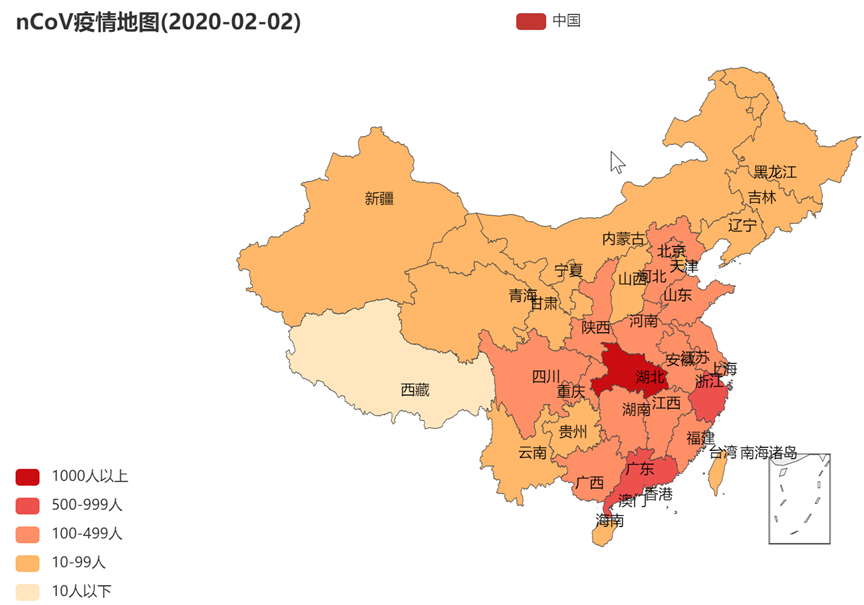 nCoV疫情地图(2020-02-02)
中国
黑龙江
新疆
吉林
辽宁
内蒙古
北京
天津
宁夏
山西
河北
青海
甘肃
山东
陕西
河南
安徽
江苏
上海
四川
湖北
浙江
西藏
重庆
湖南
江西
贵州
福建
云南
台湾
南海诸岛
广东
广西
香港
澳门
海南
1000人以上
500-999人
100-499人
10-99人
10人以下